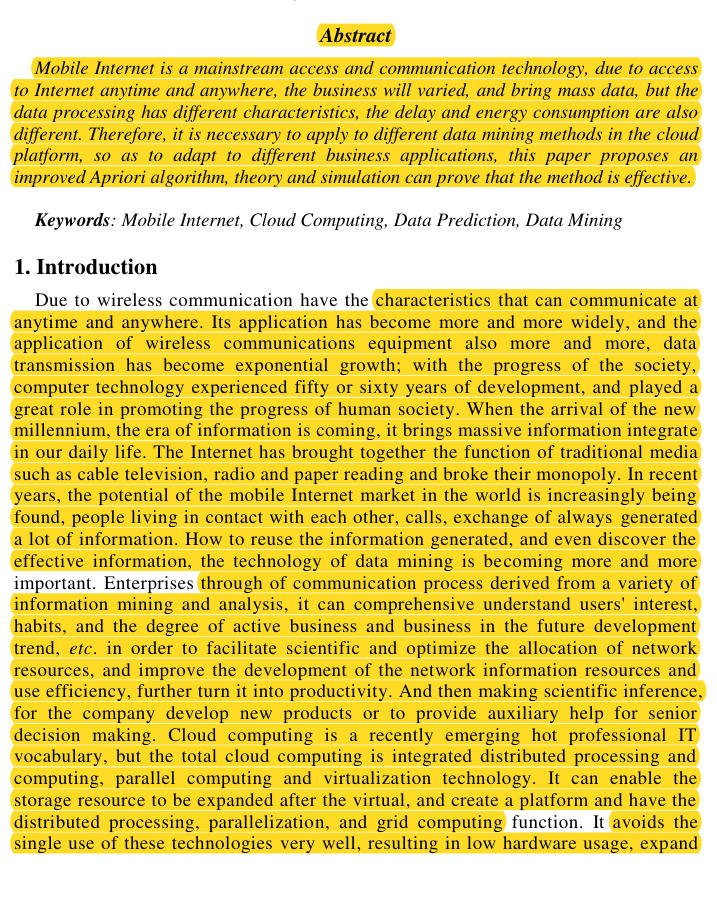 Abstract
Mobile Internet is a mainstream access and communication technology, due to access
to Internet anytime and anywhere, the business will varied, and bring mass data, but the
data processing has different characteristics, the delay and energy consumption are also
different. Therefore, it is necessary to apply to different data mining methods in the cloud
platform, so as to adapt to different business applications, this paper proposes an
improved Apriori algorithm, theory and simulation can prove that the method is effective.
Keywords: Mobile Internet, Cloud Computing, Data Prediction, Data Mining
1. Introduction
Due to wireless communication have the characteristics that can communicate at
anytime and anywhere. Its application has become more and more widely, and the
application of wireless communications equipment also more and more, data
transmission has become exponential growth; with the progress of the society,
computer technology experienced fifty or sixty years of development, and played a
great role in promoting the progress of human society. When the arrival of the new
millennium, the era of information is coming, it brings massive information integrate
in our daily life. The Internet has brought together the function of traditional media
such as cable television, radio and paper reading and broke their monopoly. In recent
years, the potential of the mobile Internet market in the world is increasingly being
found, people living in contact with each other, calls, exchange of always generated
a lot of information. How to reuse the information generated, and even discover the
effective information, the technology of data mining is becoming more and more
important. Enterprises through of communication process derived from a variety of
information mining and analysis, it can comprehensive understand users' interest,
habits, and the degree of active business and business in the future development
trend, etc. in order to facilitate scientific and optimize the allocation of network
resources, and improve the development of the network information resources and
use efficiency, further turn it into productivity. And then making scientific inference,
for the company develop new products or to provide auxiliary help for senior
decision making. Cloud computing is a recently emerging hot professional IT
vocabulary, but the total cloud computing is integrated distributed processing and
computing, parallel computing and virtualization technology. It can enable the
storage resource to be expanded after the virtual, and create a platform and have the
distributed processing, parallelization, and grid computing function. It avoids the
single use of these technologies very well, resulting in low hardware usage, expand